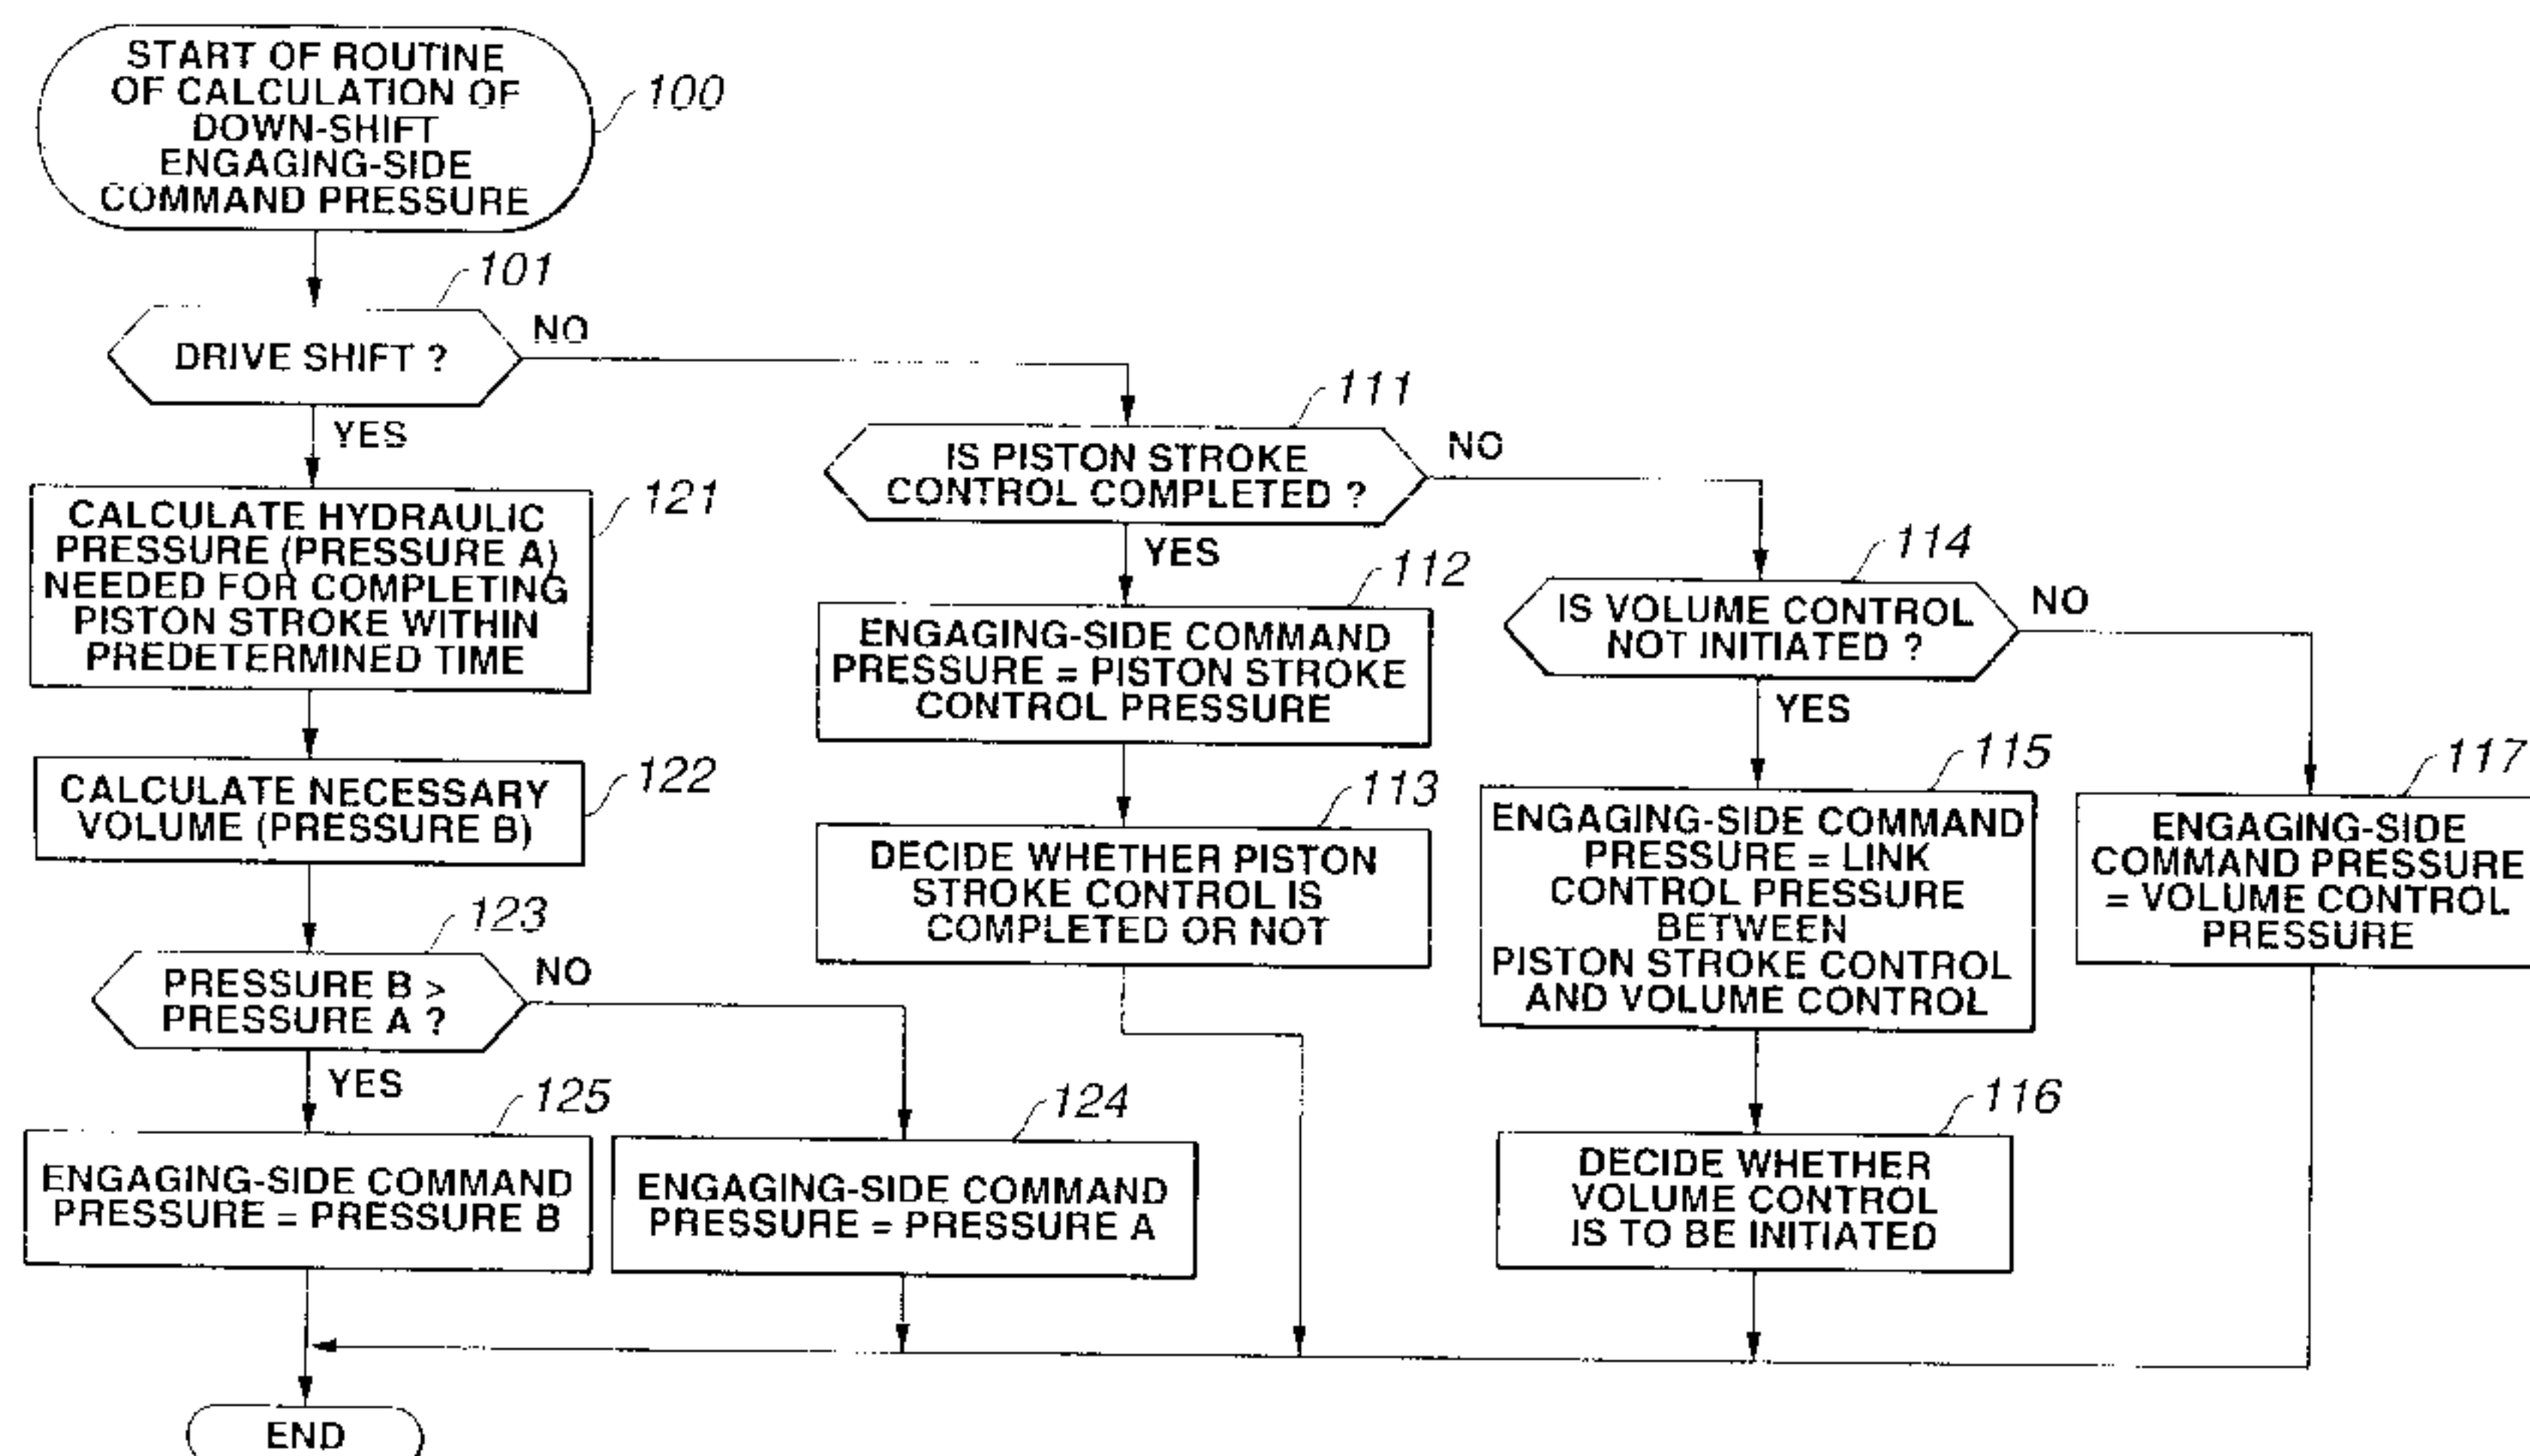 START OF ROUTINE
OF CALCULATION OF
DOWN-SHIFT
ENGAGING-SIDE
COMMAND PRESSURE
100
101
DRIVE SHIFT ?
NO
YES
CALCULATE HYDRAULIC
PRESSURE (PRESSURE A)
NEEDED FOR COMPLETING
PISTON STROKE WITHIN
PREDETERMINED TIME
121
CALCULATE NECESSARY
VOLUME (PRESSURE B)
122
123
PRESSURE B >
PRESSURE A ?
NO
YES
125
ENGAGING-SIDE COMMAND
PRESSURE = PRESSURE B
124
ENGAGING-SIDE COMMAND
PRESSURE = PRESSURE A
111
IS PISTON STROKE
CONTROL COMPLETED ?
NO
YES
112
ENGAGING-SIDE COMMAND
PRESSURE = PISTON STROKE
CONTROL PRESSURE
113
DECIDE WHETHER PISTON
STROKE CONTROL IS
COMPLETED OR NOT
114
IS VOLUME CONTROL
NOT INITIATED ?
NO
YES
115
ENGAGING-SIDE COMMAND
PRESSURE = LINK
CONTROL PRESSURE
BETWEEN
PISTON STROKE CONTROL
AND VOLUME CONTROL
116
DECIDE WHETHER
VOLUME CONTROL
IS TO BE INITIATED
117
ENGAGING-SIDE
COMMAND PRESSURE
= VOLUME CONTROL
PRESSURE
END